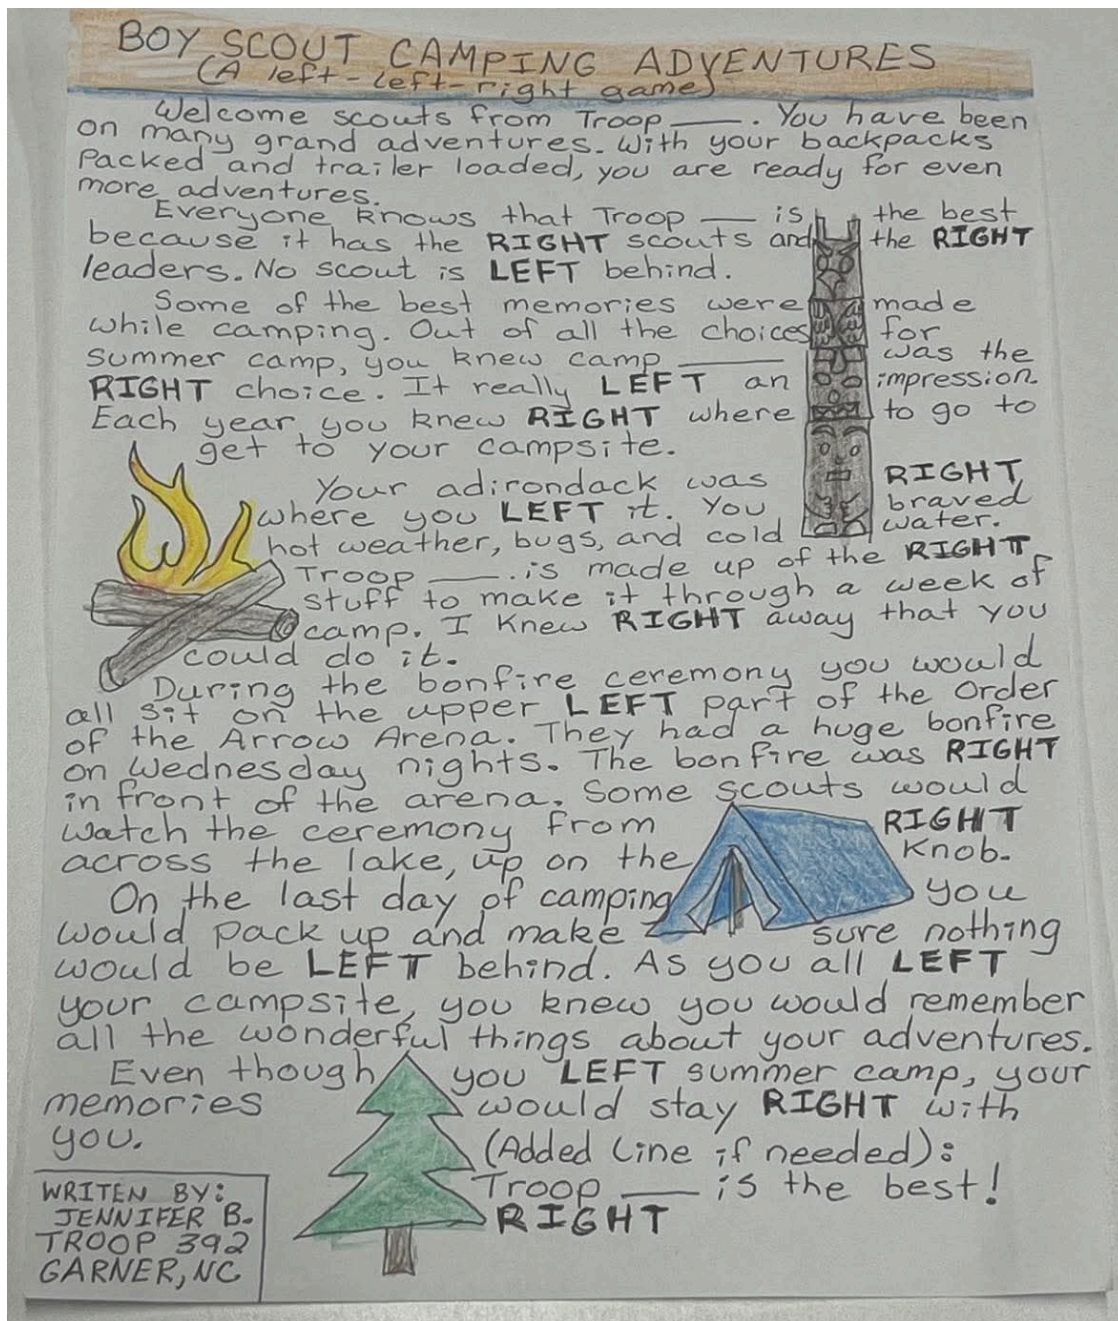 BOY SCOUT CAMPING ADVENTURES
(A left-left-right game)
Welcome scouts from Troop ____. You have been
on many grand adventures. With your backpacks
Packed and trailer loaded, you are ready for even
more adventures.
Everyone knows that Troop ____ is the best
because it has the RIGHT scouts and the RIGHT
leaders. No scout is LEFT behind.
Some of the best memories were made
while camping. Out of all the choices for
Summer camp, you knew camp ________ was the
RIGHT choice. It really LEFT an impression.
Each year you knew RIGHT where to go to
get to your campsite.
Your adirondack was RIGHT
where you LEFT it. You braved
hot weather, bugs, and cold water.
Troop ____. is made up of the RIGHT
stuff to make it through a week of
camp. I knew RIGHT away that you
could do it.
During the bonfire ceremony you would
all sit on the upper LEFT part of the Order
of the Arrow Arena. They had a huge bonfire
on Wednesday nights. The bonfire was RIGHT
in front of the arena. Some scouts would
watch the ceremony from RIGHT
across the lake, up on the Knob.
On the last day of camping you
would pack up and make sure nothing
would be LEFT behind. As you all LEFT
your campsite, you knew you would remember
all the wonderful things about your adventures.
Even though you LEFT summer camp, your
memories would stay RIGHT with
you.
(Added line if needed):
Troop ____ is the best!
RIGHT
WRITEN BY:
JENNIFER B.
TROOP 392
GARNER, NC